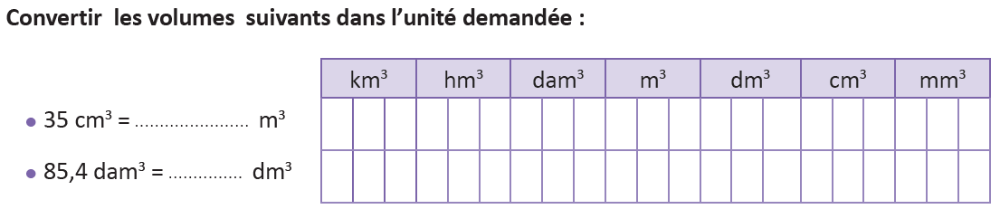 Convertir les volumes suivants dans l’unité demandée :
km³ hm³ dam³ m³ dm³ cm³ mm³
• 35 cm³ = ....................... m³
• 85,4 dam³ = ............... dm³